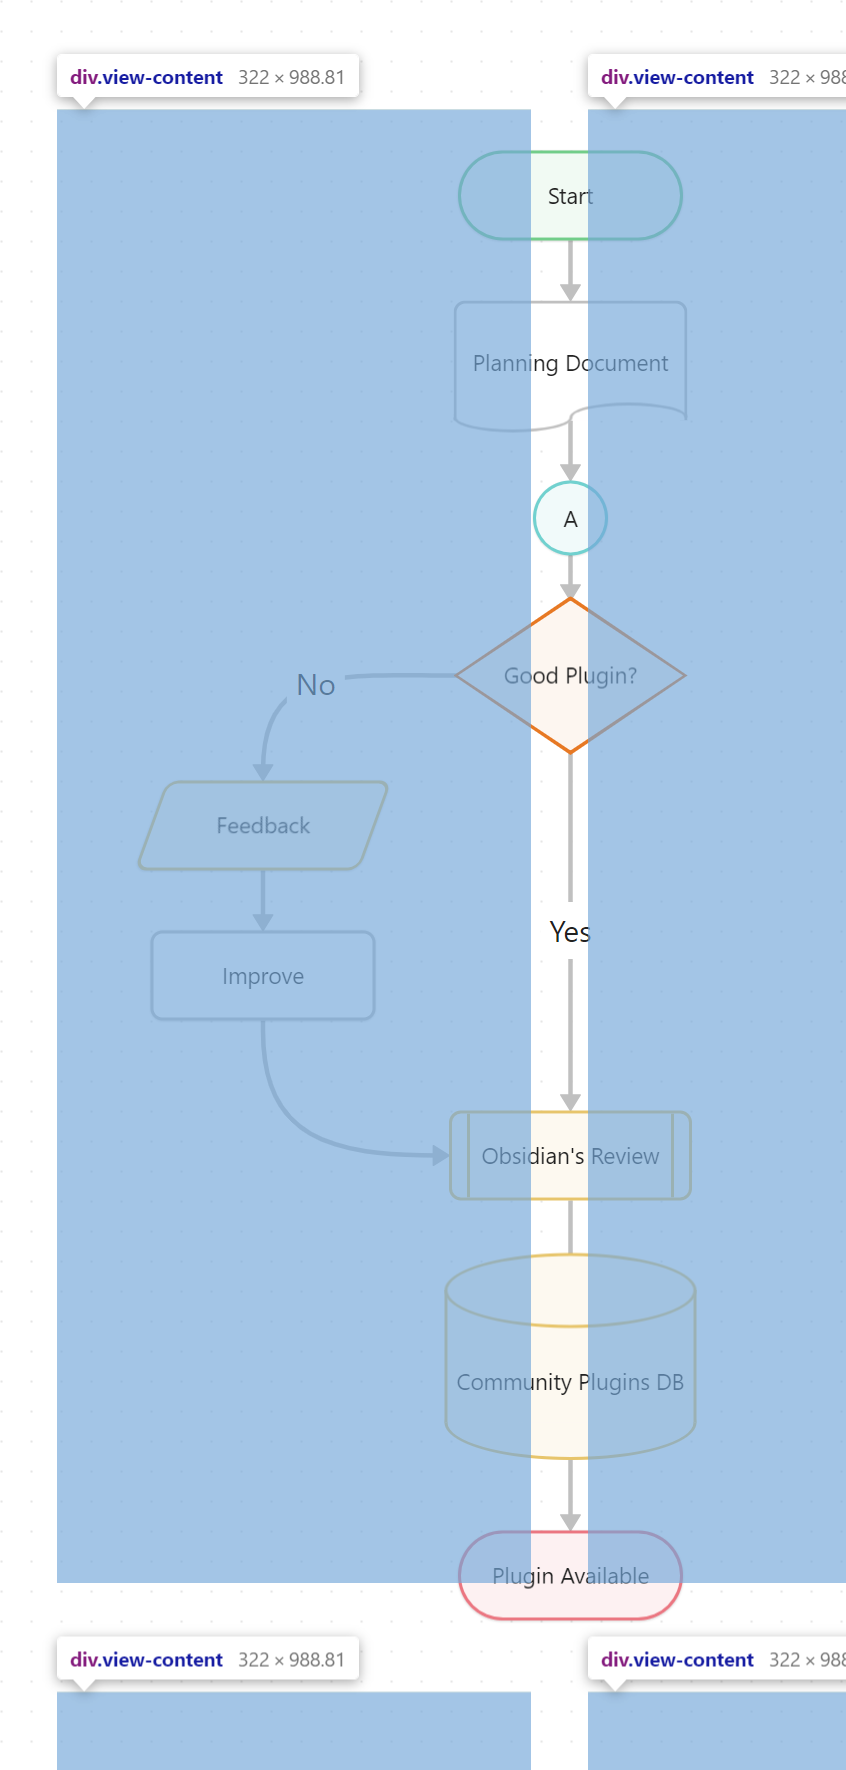 div.view-content 322 × 988.81
div.view-content 322 × 988
Start
Planning Document
A
Good Plugin?
No
Feedback
Yes
Improve
Obsidian's Review
Community Plugins DB
Plugin Available
div.view-content 322 × 988.81
div.view-content 322 × 988